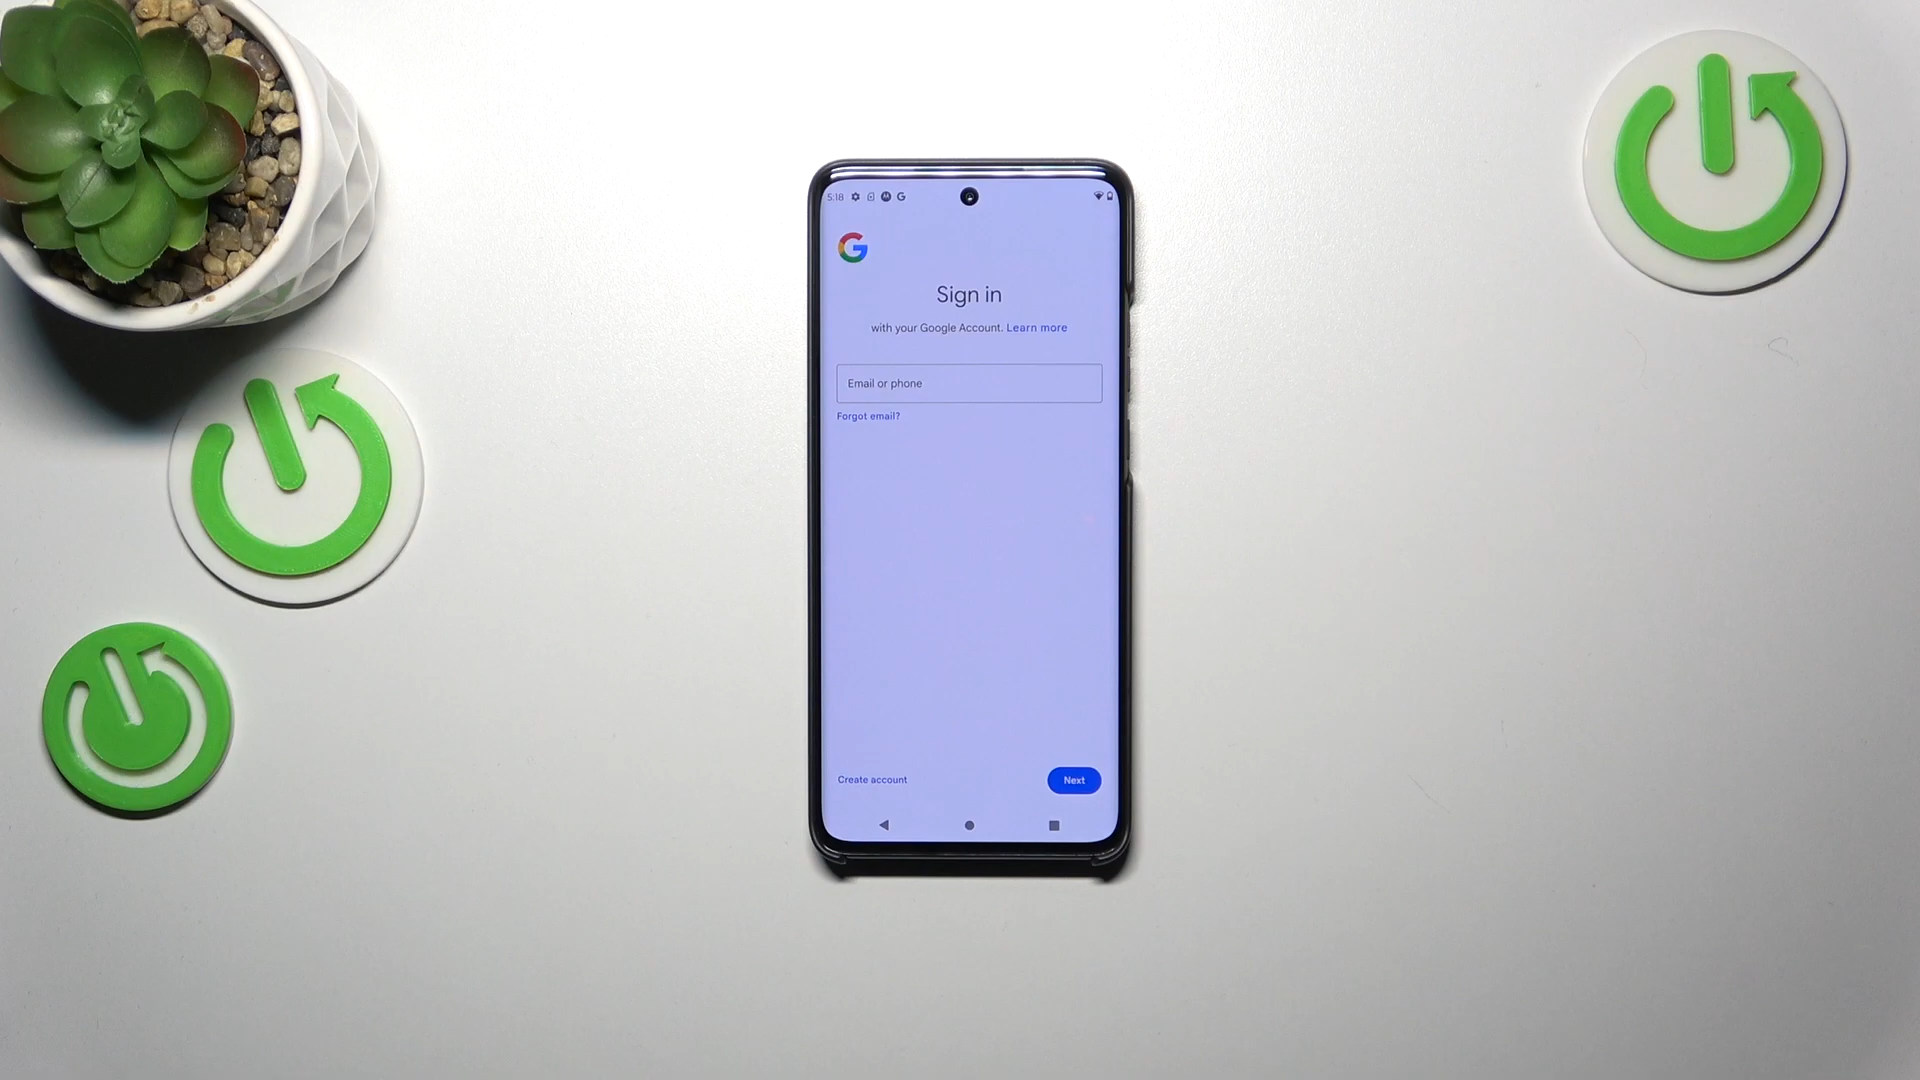 5:18
Sign in
with your Google Account. Learn more
Email or phone
Forgot email?
Create account
Next